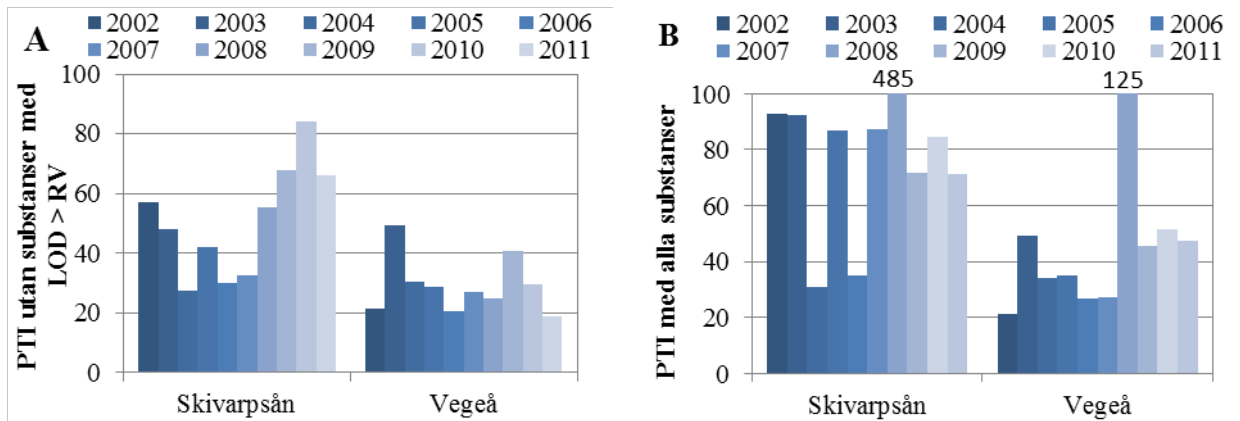 A
2002 2003 2004 2005 2006
2007 2008 2009 2010 2011
PTI utan substanser med
LOD > RV
100
80
60
40
20
0
Skivarpsån Vegeå
B
2002 2003 2004 2005 2006
2007 2008 2009 2010 2011
485 125
PTI med alla substanser
100
80
60
40
20
0
Skivarpsån Vegeå